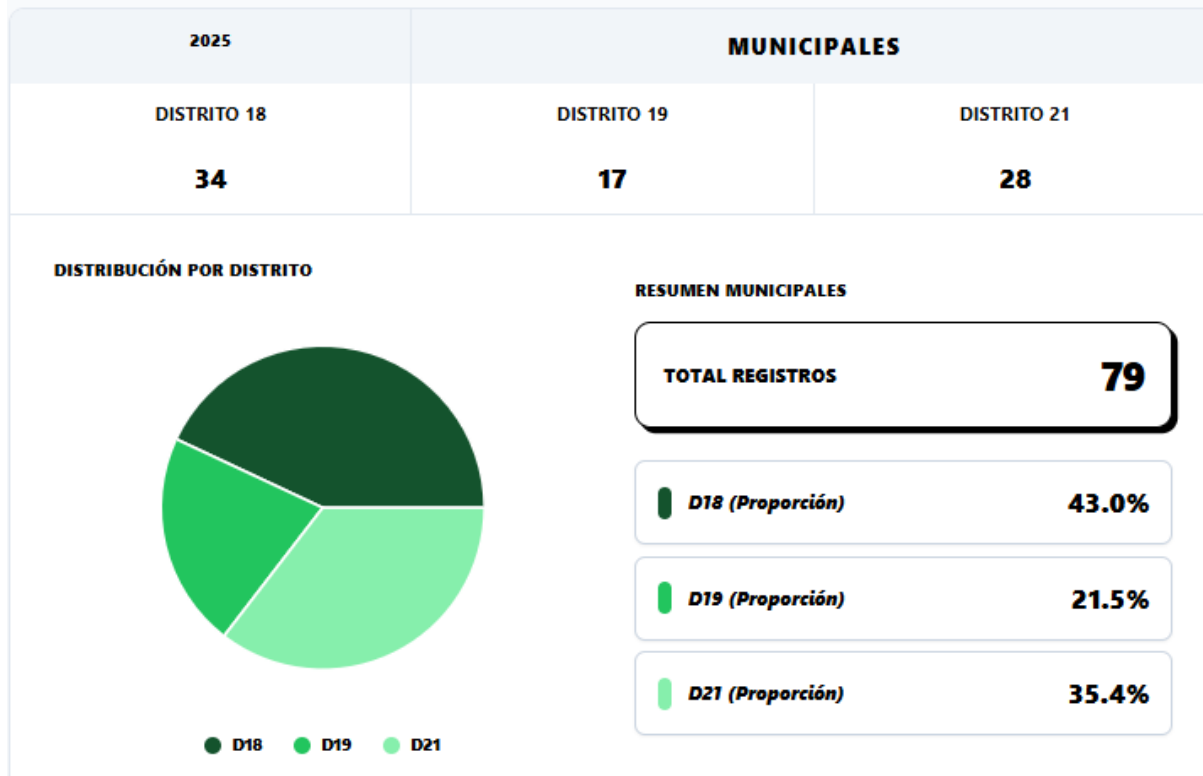 2025
MUNICIPALES
DISTRITO 18
DISTRITO 19
DISTRITO 21
34
17
28
DISTRIBUCIÓN POR DISTRITO
D18
D19
D21
RESUMEN MUNICIPALES
TOTAL REGISTROS
79
D18 (Proporción)
43.0%
D19 (Proporción)
21.5%
D21 (Proporción)
35.4%